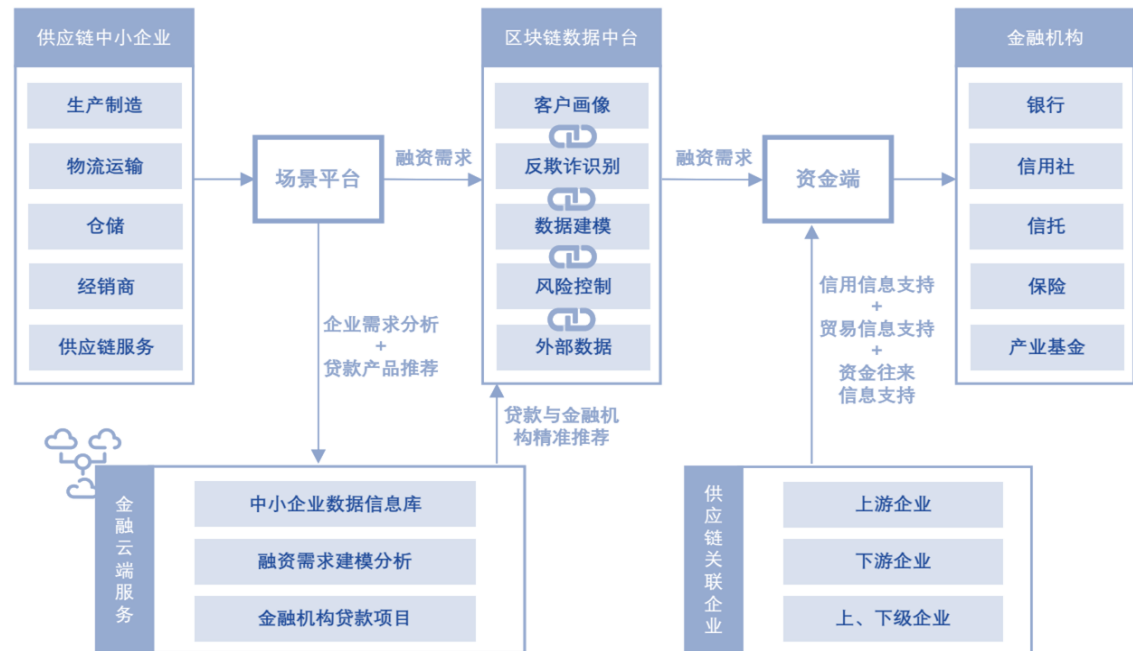 供应链中小企业
生产制造
物流运输
仓储
经销商
供应链服务
场景平台
融资需求
企业需求分析
+
贷款产品推荐
区块链数据中台
客户画像
反欺诈识别
数据建模
风险控制
外部数据
融资需求
资金端
信用信息支持
+
贸易信息支持
+
资金往来
信息支持
金融机构
银行
信用社
信托
保险
产业基金
贷款与金融机
构精准推荐
金融云端服务
中小企业数据信息库
融资需求建模分析
金融机构贷款项目
供应链关联企业
上游企业
下游企业
上、下级企业